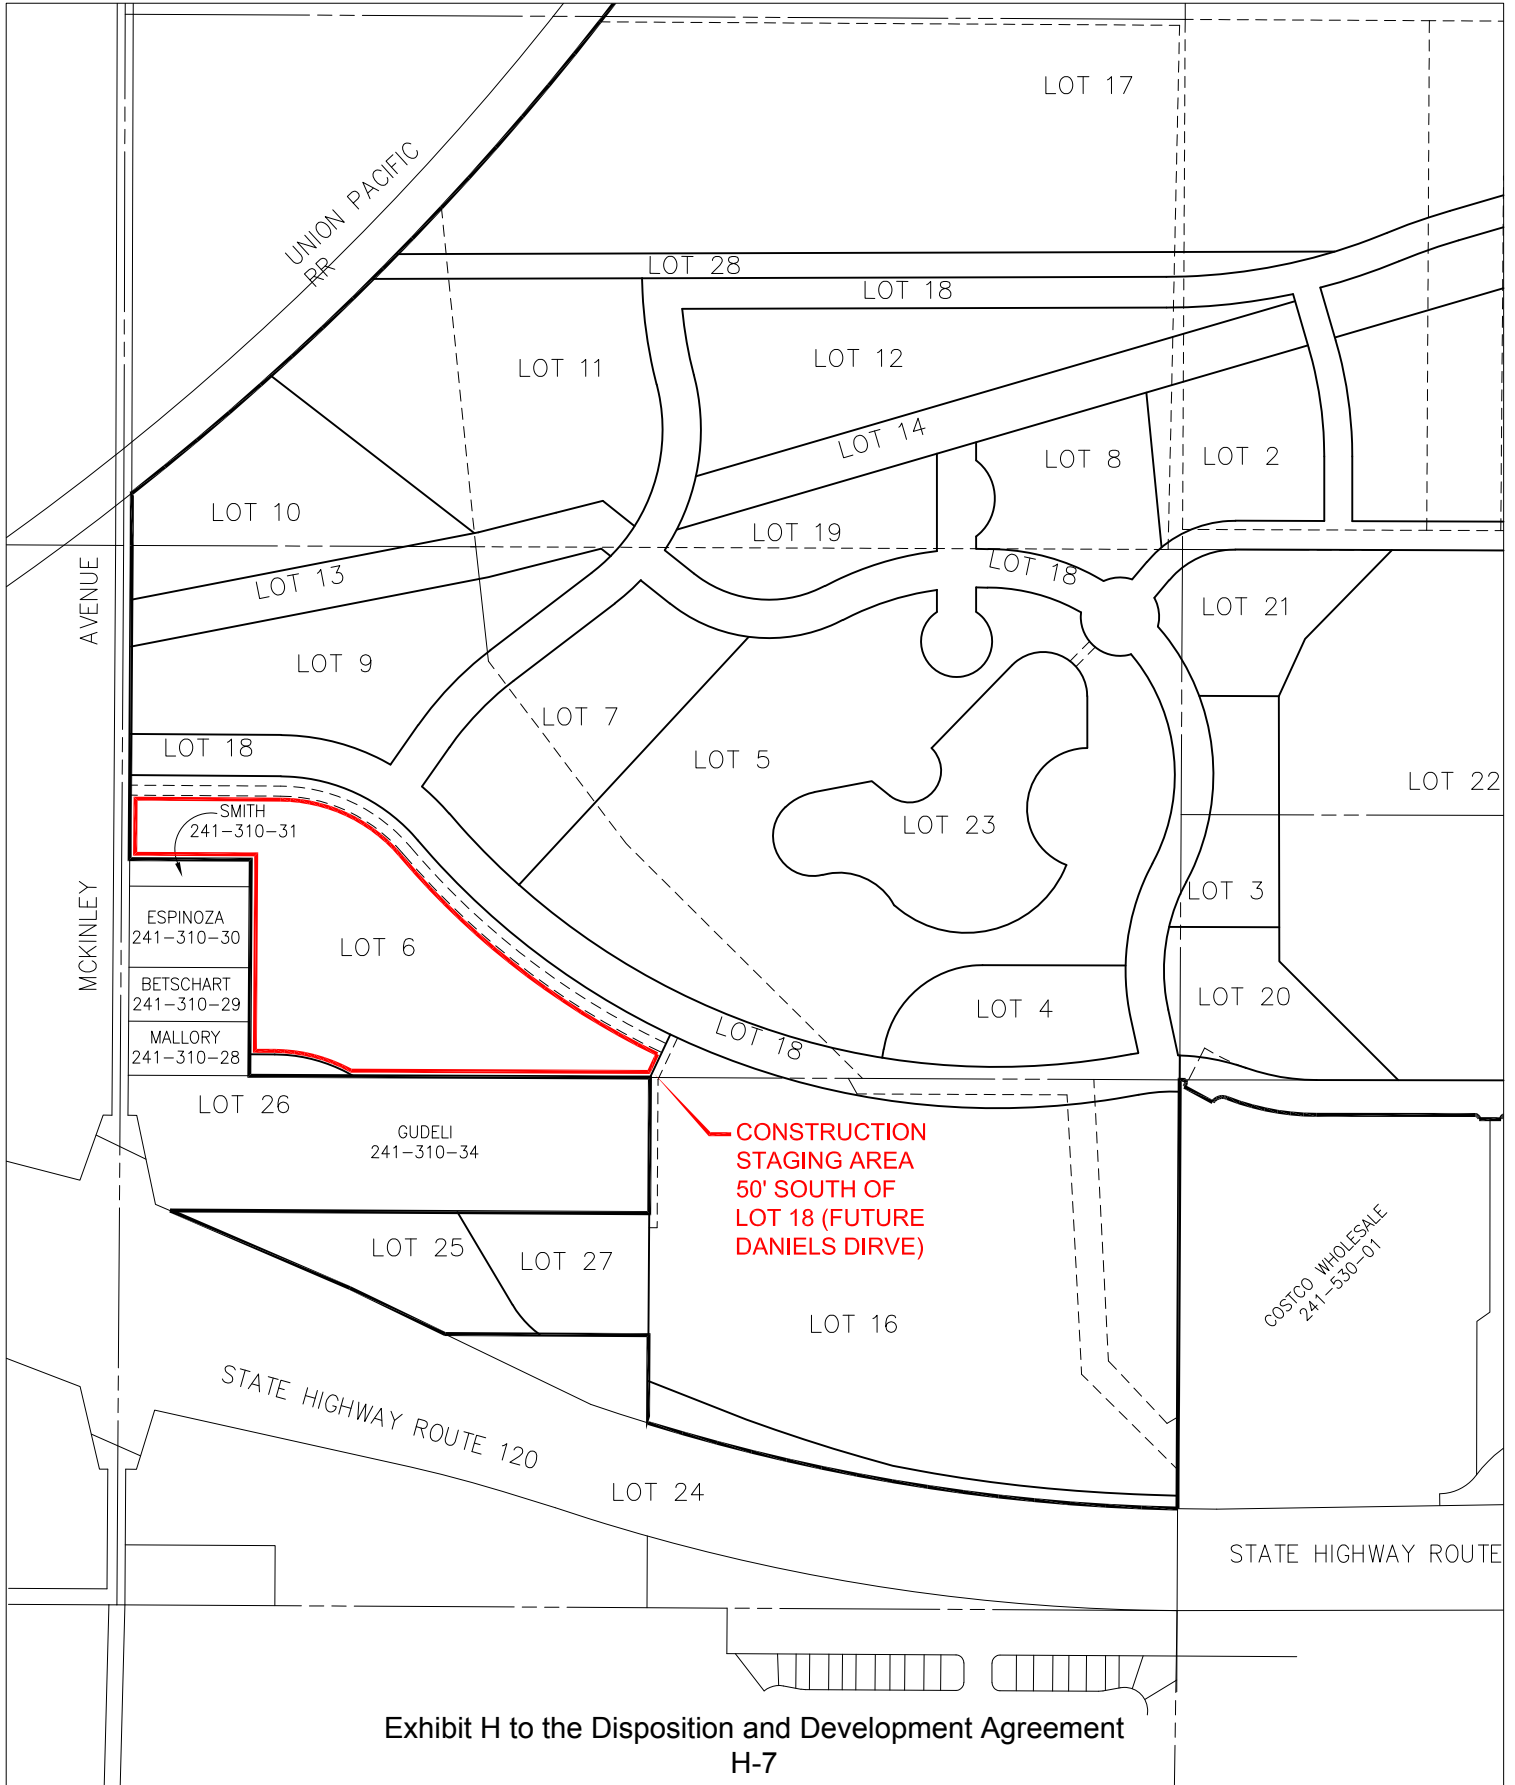 LOT 17
UNION PACIFIC
RR
LOT 28
LOT 18
LOT 11
LOT 12
LOT 14
LOT 8
LOT 2
LOT 10
LOT 19
LOT 13
LOT 18
AVENUE
LOT 21
LOT 9
LOT 7
LOT 18
LOT 5
LOT 22
SMITH
241-310-31
LOT 23
LOT 3
MCKINLEY
ESPINOZA
241-310-30
LOT 6
BETSCHART
241-310-29
LOT 20
LOT 4
MALLORY
241-310-28
LOT 18
LOT 26
GUDELI
241-310-34
CONSTRUCTION
STAGING AREA
50' SOUTH OF
LOT 18 (FUTURE
DANIELS DIRVE)
LOT 25
LOT 27
COSTCO WHOLESALE
241-530-01
LOT 16
STATE HIGHWAY ROUTE 120
LOT 24
STATE HIGHWAY ROUTE
Exhibit H to the Disposition and Development Agreement
H-7